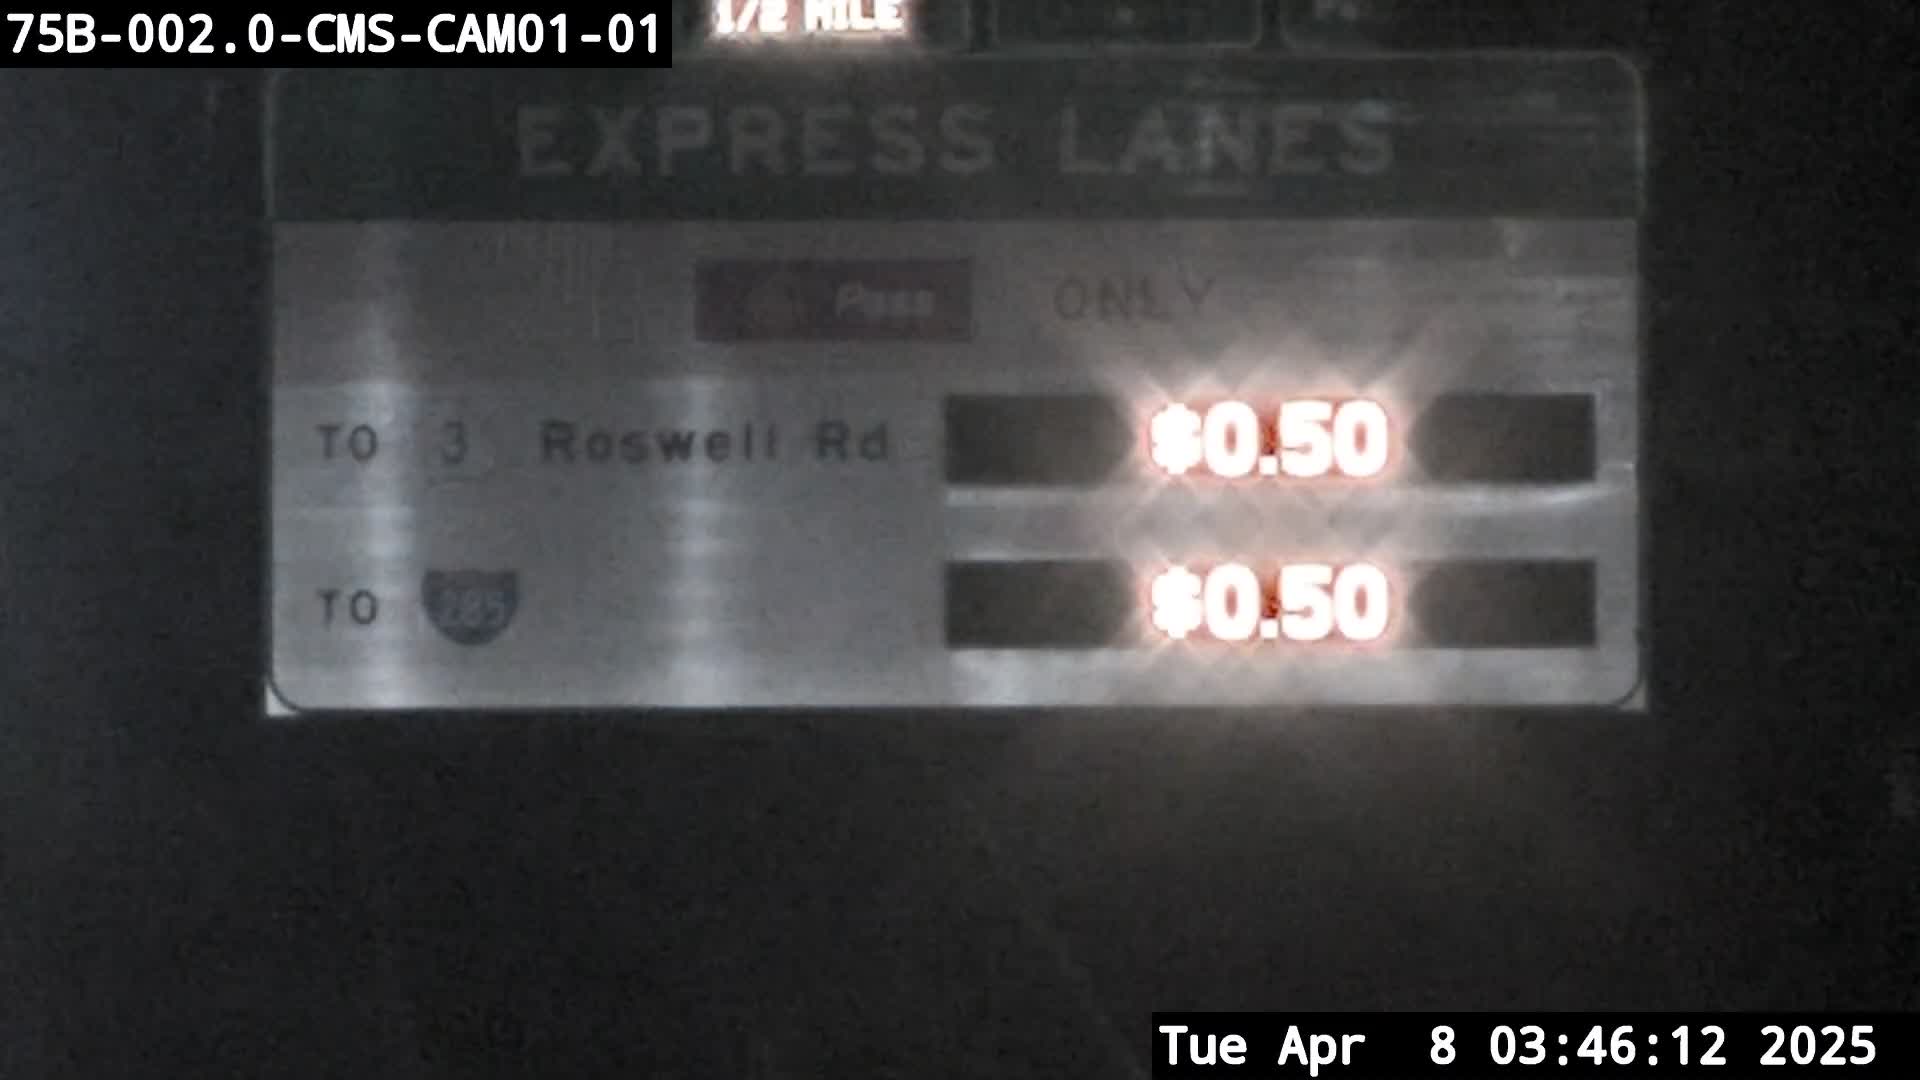 75B-002.0-CMS-CAM01-01
1/2 MILE
EXPRESS LANES
Pass ONLY
TO 3 Roswell Rd $0.50
TO 285 $0.50
Tue Apr 8 03:46:12 2025